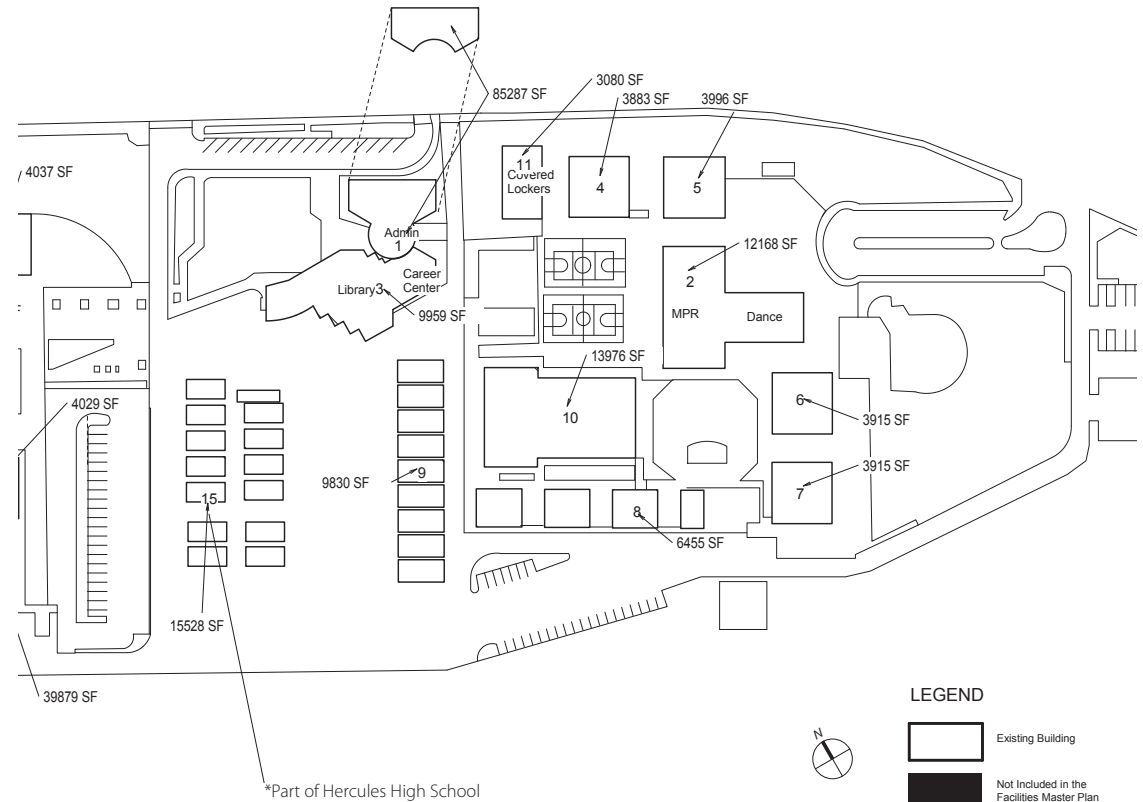 85287 SF
3080 SF
3883 SF
3996 SF
4037 SF
11
Covered
Lockers
4
5
Admin
1
12168 SF
2
Career
Center
Library
3
9959 SF
MPR
Dance
13976 SF
10
6
3915 SF
4029 SF
9830 SF
9
3915 SF
7
15
8
6455 SF
15528 SF
39879 SF
LEGEND
N
Existing Building
Not Included in the
Facilities Master Plan
*Part of Hercules High School